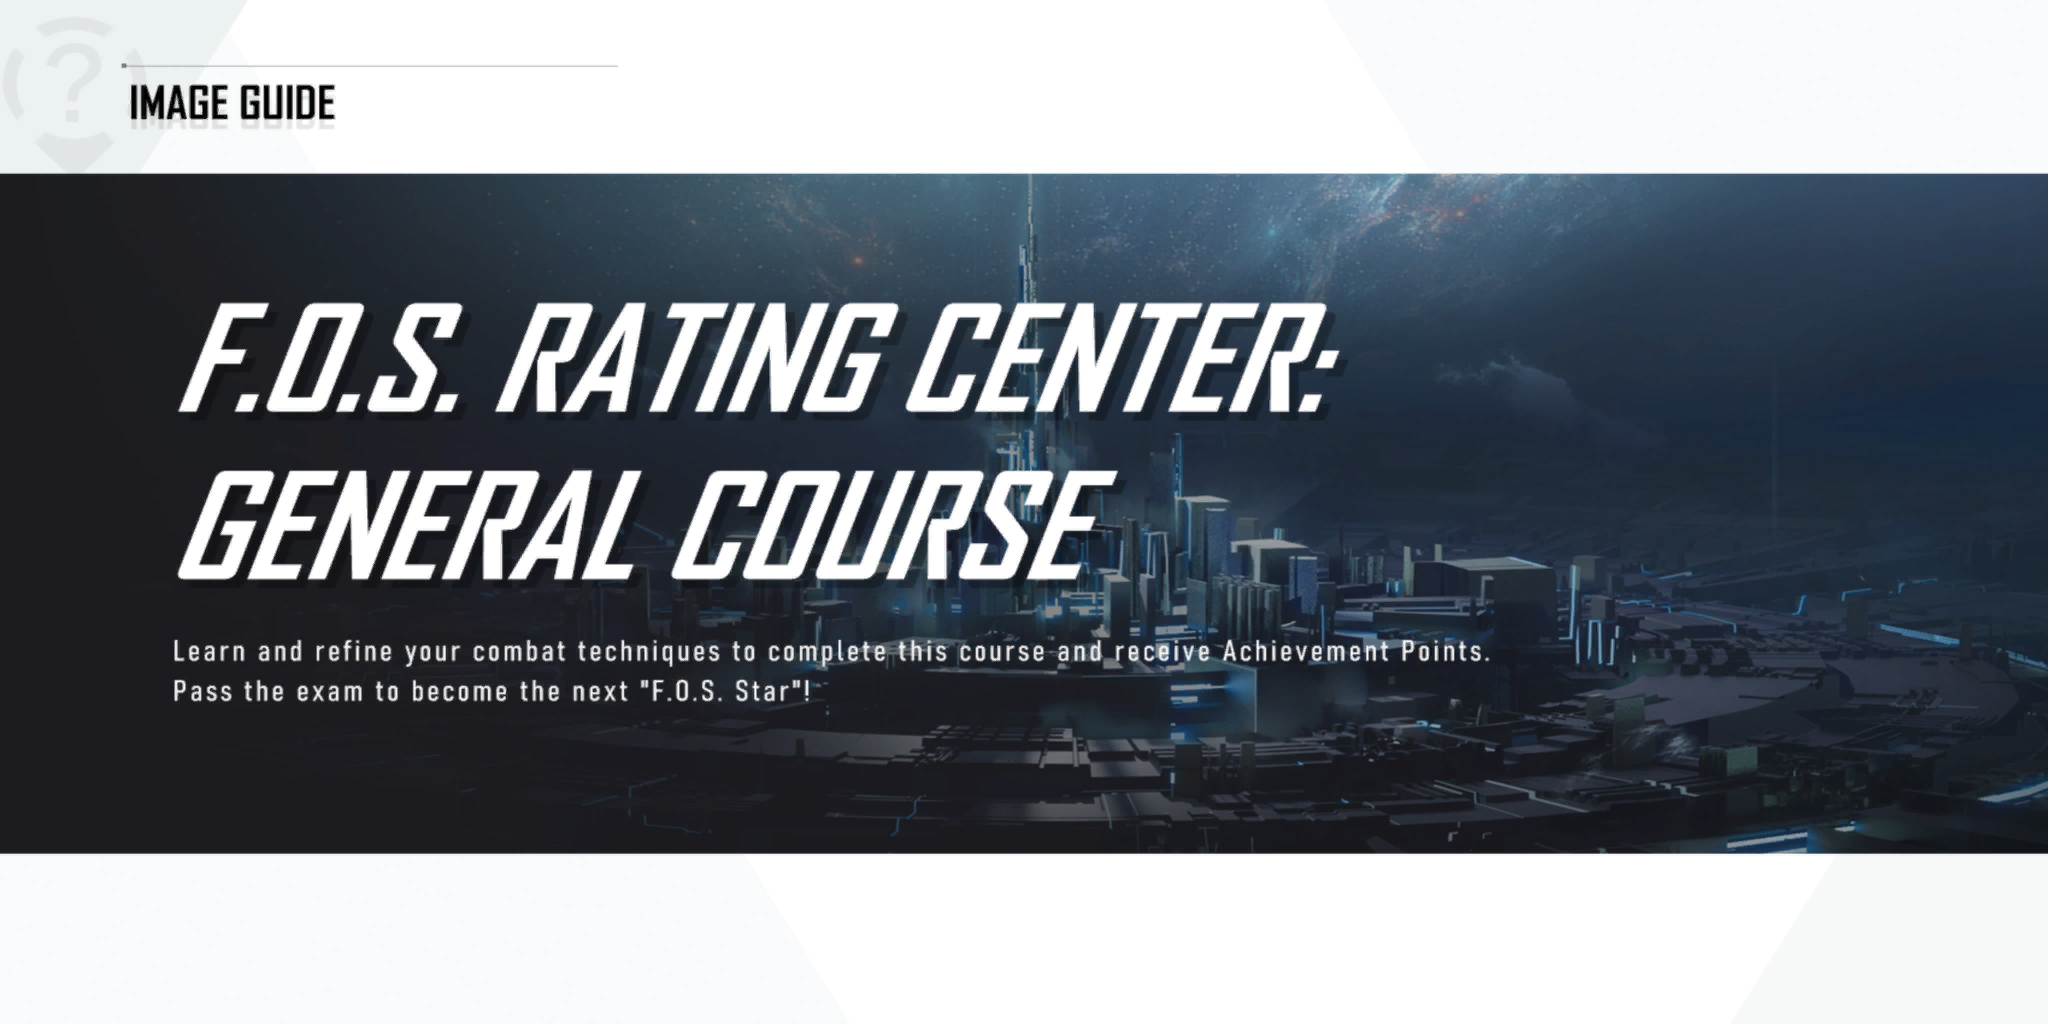 IMAGE GUIDE
F.O.S. RATING CENTER:
GENERAL COURSE
Learn and refine your combat techniques to complete this course and receive Achievement Points.
Pass the exam to become the next "F.O.S. Star"!